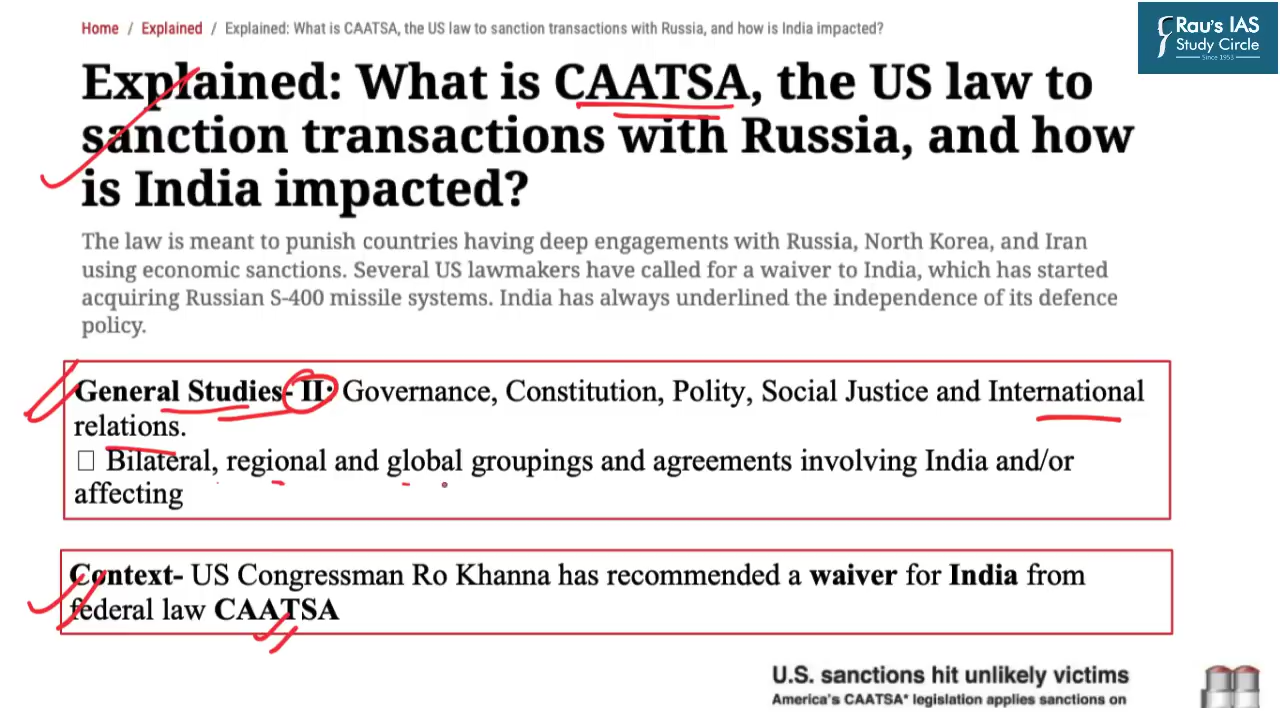 Home / Explained / Explained: What is CAATSA, the US law to sanction transactions with Russia, and how is India impacted?
Rau's IAS
Study Circle
Since 1953
Explained: What is CAATSA, the US law to
sanction transactions with Russia, and how
is India impacted?
The law is meant to punish countries having deep engagements with Russia, North Korea, and Iran
using economic sanctions. Several US lawmakers have called for a waiver to India, which has started
acquiring Russian S-400 missile systems. India has always underlined the independence of its defence
policy.
General Studies- II: Governance, Constitution, Polity, Social Justice and International
relations.
□ Bilateral, regional and global groupings and agreements involving India and/or
affecting
Context- US Congressman Ro Khanna has recommended a waiver for India from
federal law CAATSA
U.S. sanctions hit unlikely victims
America's CAATSA* legislation applies sanctions on